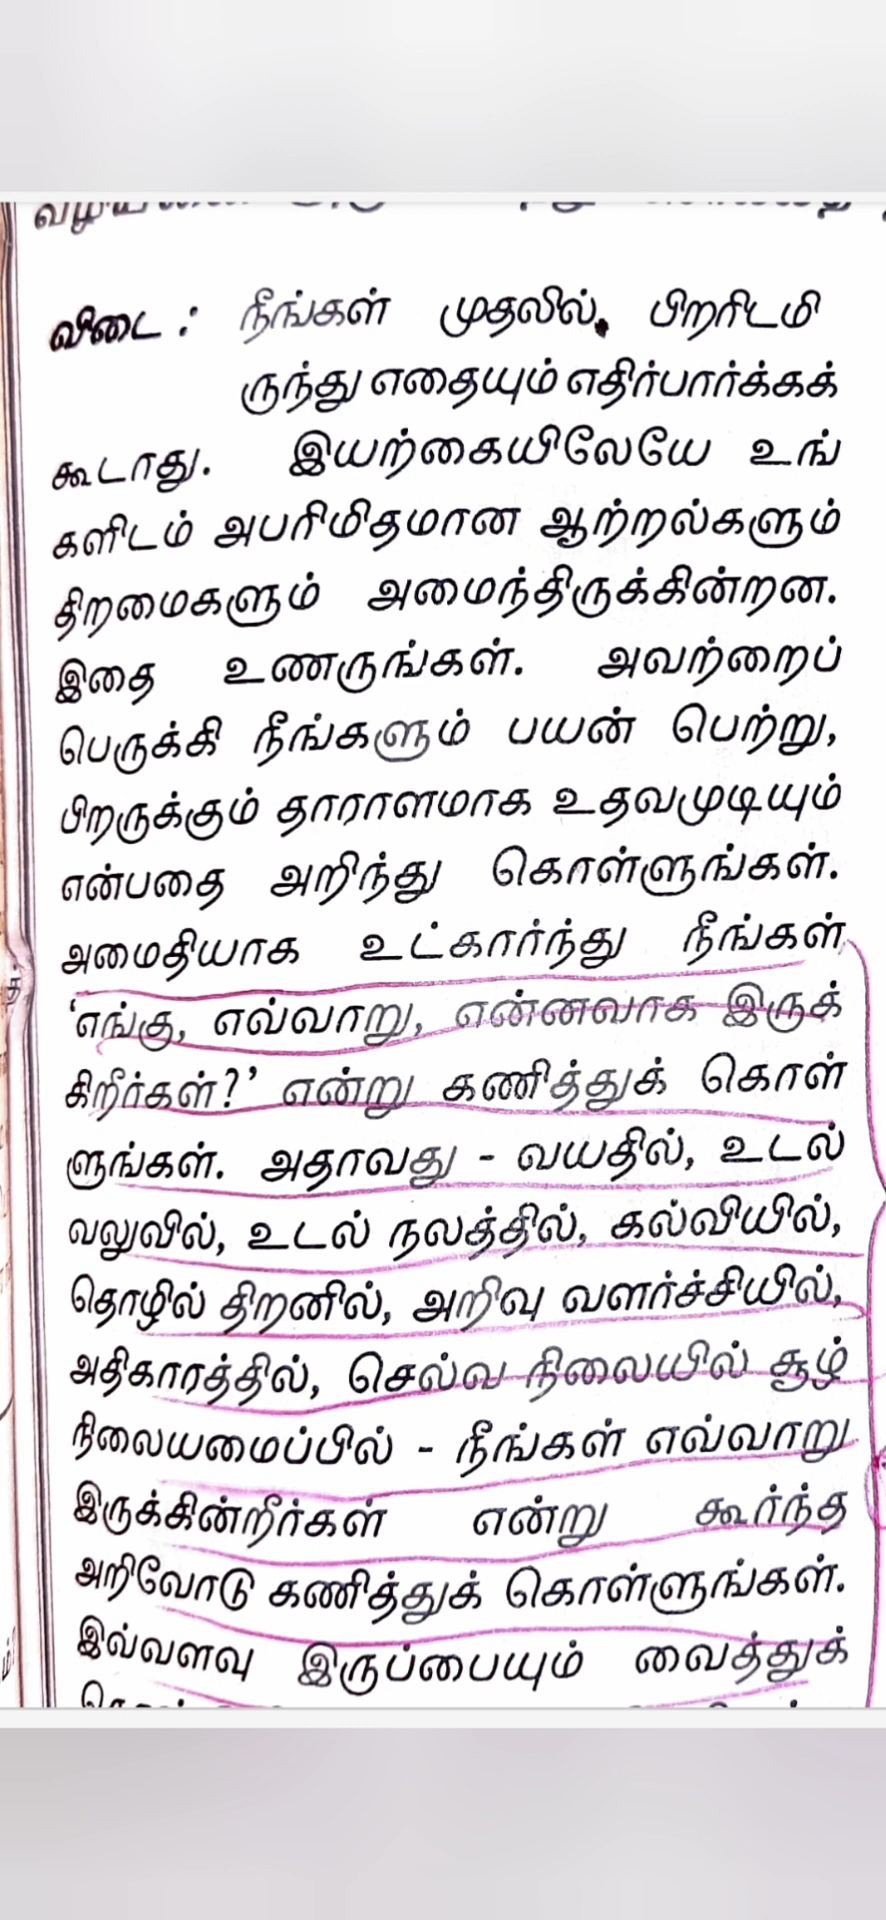 விடை : நீங்கள் முதலில், பிறரிடமி
ருந்து எதையும் எதிர்பார்க்கக்
கூடாது. இயற்கையிலேயே உங்
களிடம் அபரிமிதமான ஆற்றல்களும்
திறமைகளும் அமைந்திருக்கின்றன.
இதை உணருங்கள். அவற்றைப்
பெருக்கி நீங்களும் பயன் பெற்று,
பிறருக்கும் தாராளமாக உதவமுடியும்
என்பதை அறிந்து கொள்ளுங்கள்.
அமைதியாக உட்கார்ந்து நீங்கள்
‘எங்கு, எவ்வாறு, என்னவாக இருக்
கிறீர்கள்?’ என்று கணித்துக் கொள்
ளுங்கள். அதாவது - வயதில், உடல்
வலுவில், உடல் நலத்தில், கல்வியில்,
தொழில் திறனில், அறிவு வளர்ச்சியில்,
அதிகாரத்தில், செல்வ நிலையில் சூழ்
நிலையமைப்பில் - நீங்கள் எவ்வாறு
இருக்கின்றீர்கள் என்று கூர்ந்த
அறிவோடு கணித்துக் கொள்ளுங்கள்.
இவ்வளவு இருப்பையும் வைத்துக்